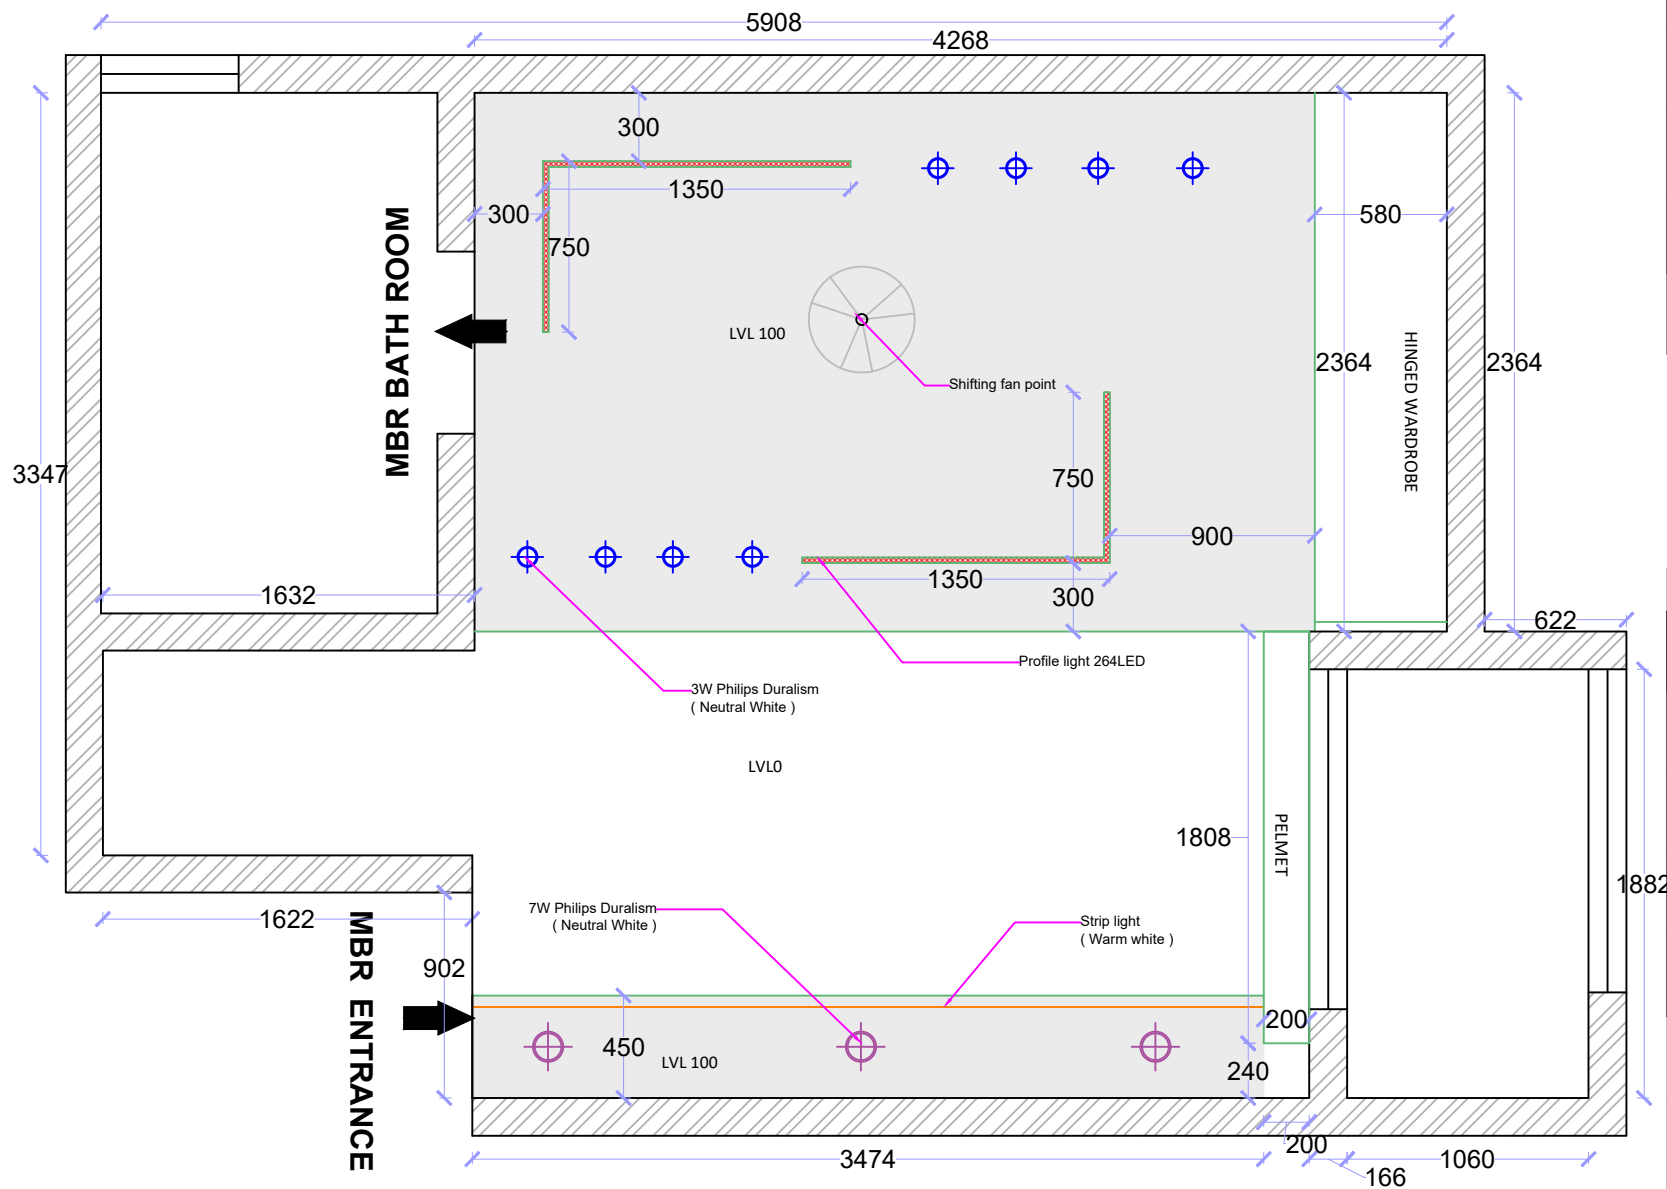 5908
4268
300
1350
300
750
580
MBR BATH ROOM
LVL 100
HINGED WARDROBE
2364
2364
Shifting fan point
3347
750
900
1350
300
1632
622
Profile light 264LED
3W Philips Duralism
( Neutral White )
LVL0
1808
PELMET
1882
7W Philips Duralism
( Neutral White )
Strip light
( Warm white )
1622
902
MBR ENTRANCE
200
450
LVL 100
240
200
3474
166
1060